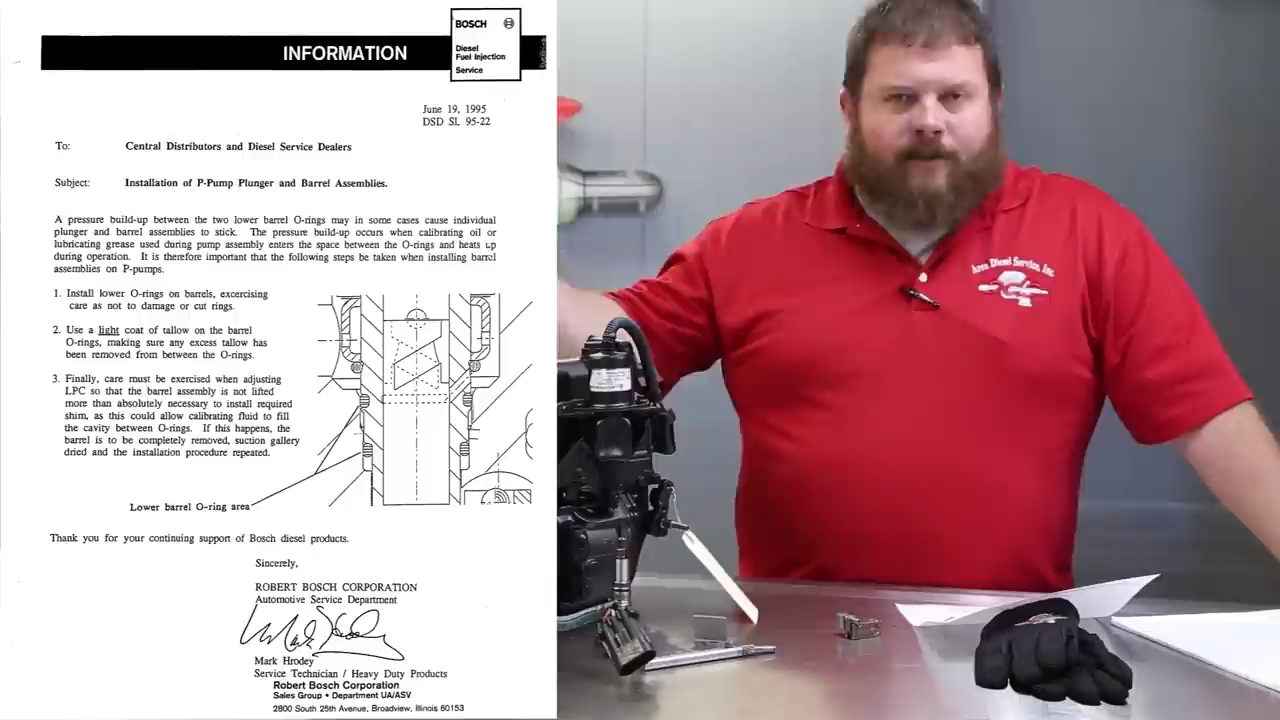 BOSCH
INFORMATION
Diesel
Fuel Injection
Service
June 19, 1995
DSD SL 95-22
To: Central Distributors and Diesel Service Dealers
Subject: Installation of P-Pump Plunger and Barrel Assemblies.
A pressure build-up between the two lower barrel O-rings may in some cases cause individual
plunger and barrel assemblies to stick. The pressure build-up occurs when calibrating oil or
lubricating grease used during pump assembly enters the space between the O-rings and heats up
during operation. It is therefore important that the following steps be taken when installing barrel
assemblies on P-pumps.
1. Install lower O-rings on barrels, excercising
care as not to damage or cut rings.
2. Use a light coat of tallow on the barrel
O-rings, making sure any excess tallow has
been removed from between the O-rings.
3. Finally, care must be exercised when adjusting
LPC so that the barrel assembly is not lifted
more than absolutely necessary to install required
shim, as this could allow calibrating fluid to fill
the cavity between O-rings. If this happens, the
barrel is to be completely removed, suction gallery
dried and the installation procedure repeated.
Lower barrel O-ring area
Thank you for your continuing support of Bosch diesel products.
Sincerely,
ROBERT BOSCH CORPORATION
Automotive Service Department
Mark Hrodey
Service Technician / Heavy Duty Products
Robert Bosch Corporation
Sales Group • Department UA/ASV
2800 South 25th Avenue, Broadview, Illinois 60153
Area Diesel Service, Inc.